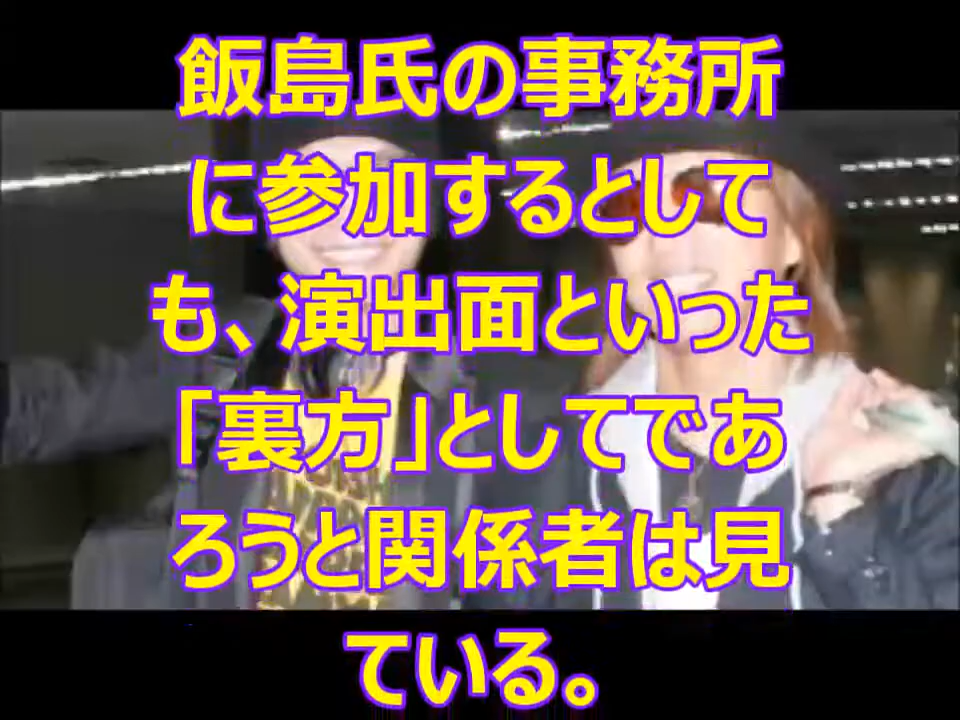 飯島氏の事務所
に参加するとして
も、演出面といった
「裏方」としてであ
ろうと関係者は見
ている。